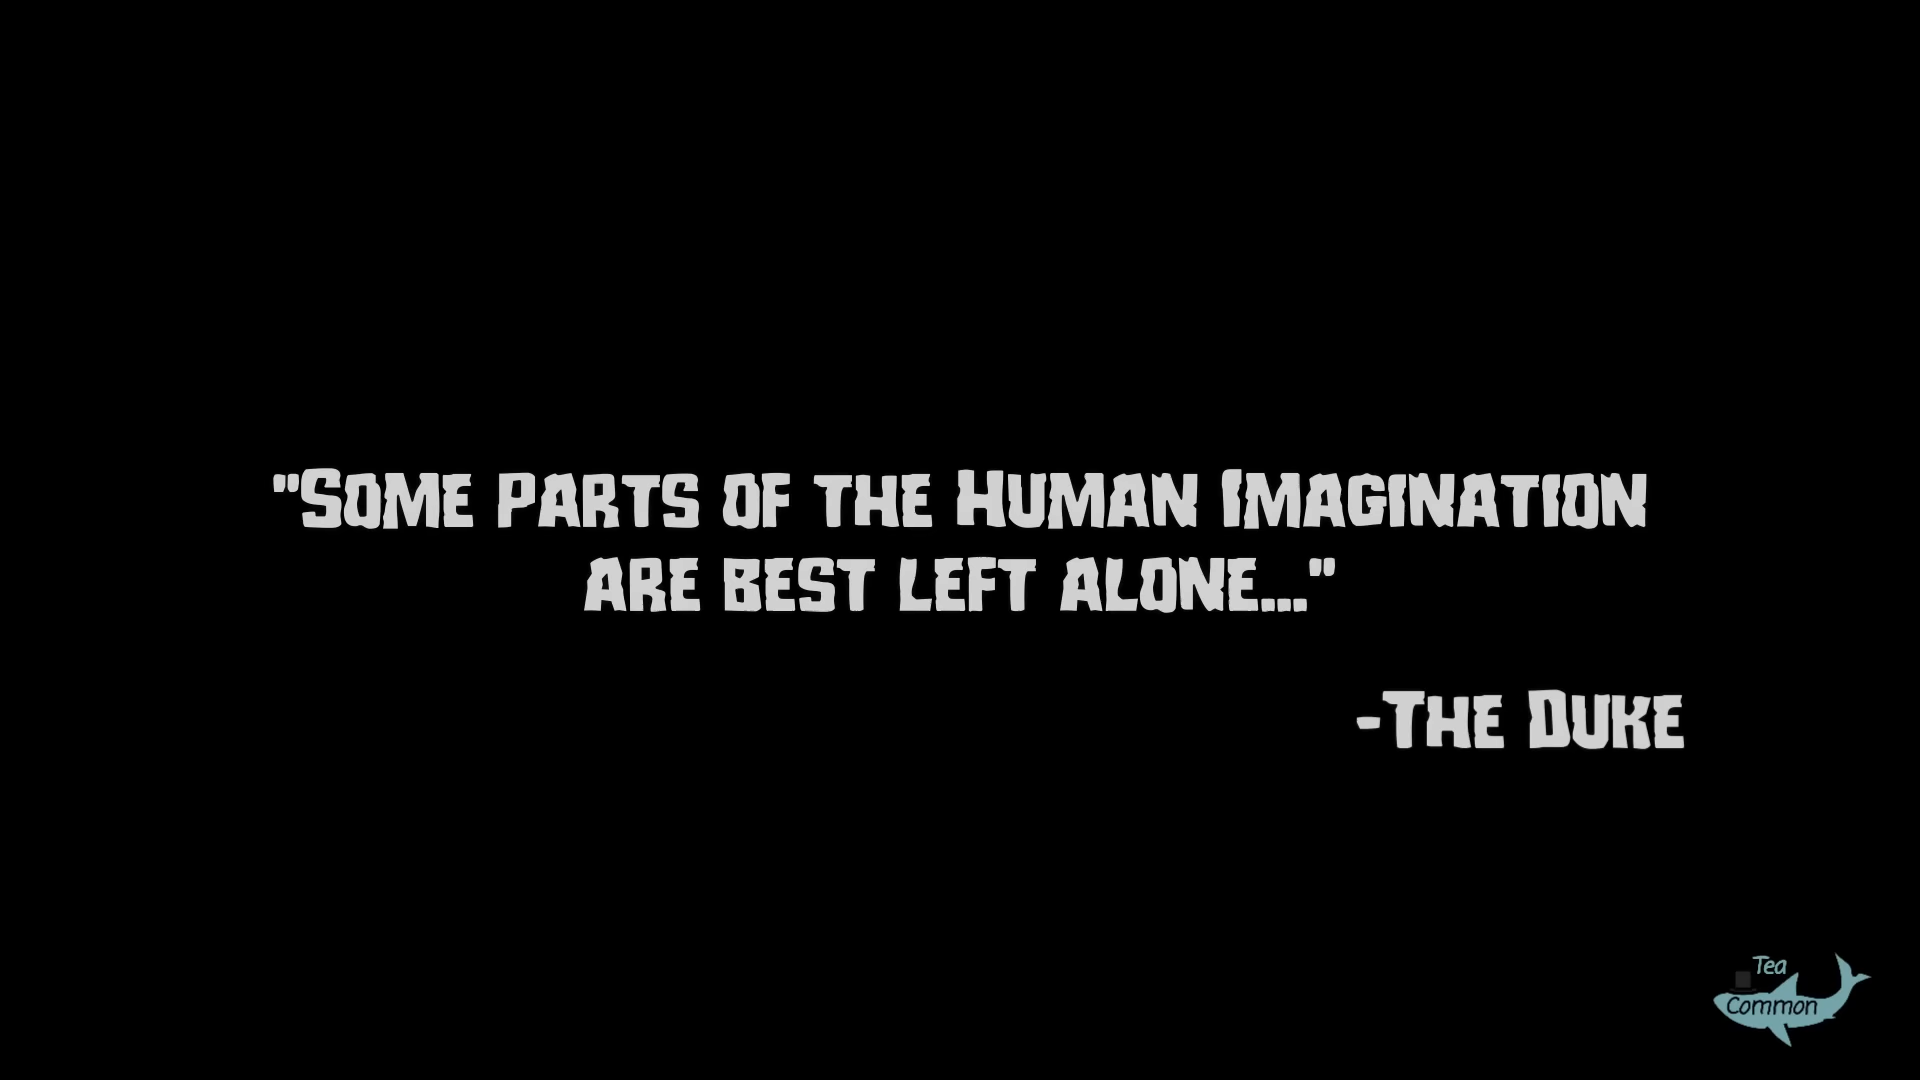 "Some parts of the Human Imagination
are best left alone..."
-The Duke
Tea
Common